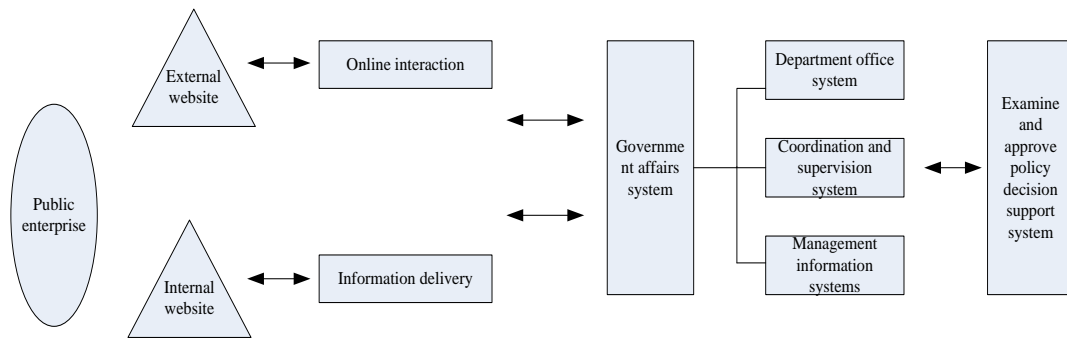 Public
enterprise
External
website
Online interaction
Internal
website
Information delivery
Governme
nt affairs
system
Department office
system
Coordination and
supervision
system
Management
information
systems
Examine
and
approve
policy
decision
support
system